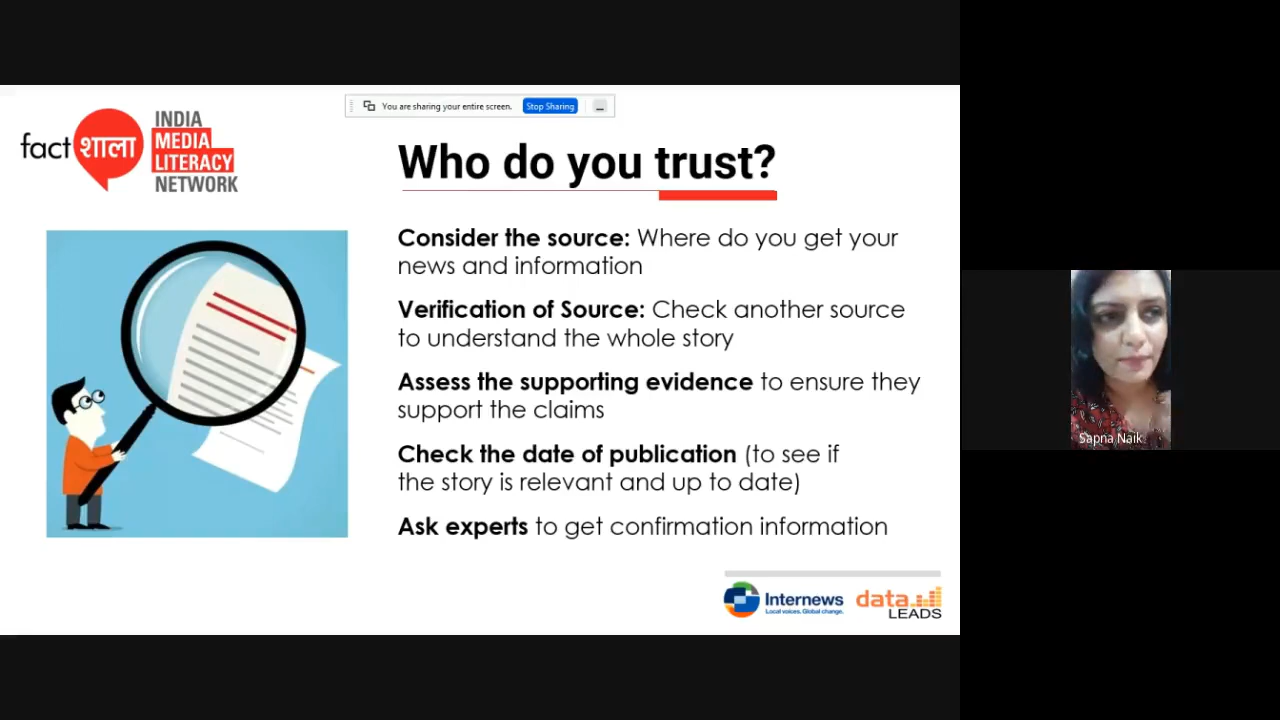 You are sharing your entire screen. Stop Sharing
fact शाला
INDIA
MEDIA
LITERACY
NETWORK
Who do you trust?
Consider the source: Where do you get your
news and information
Verification of Source: Check another source
to understand the whole story
Assess the supporting evidence to ensure they
support the claims
Check the date of publication (to see if
the story is relevant and up to date)
Ask experts to get confirmation information
Internews
Local voices. Global change.
data
LEADS
Sapna Naik